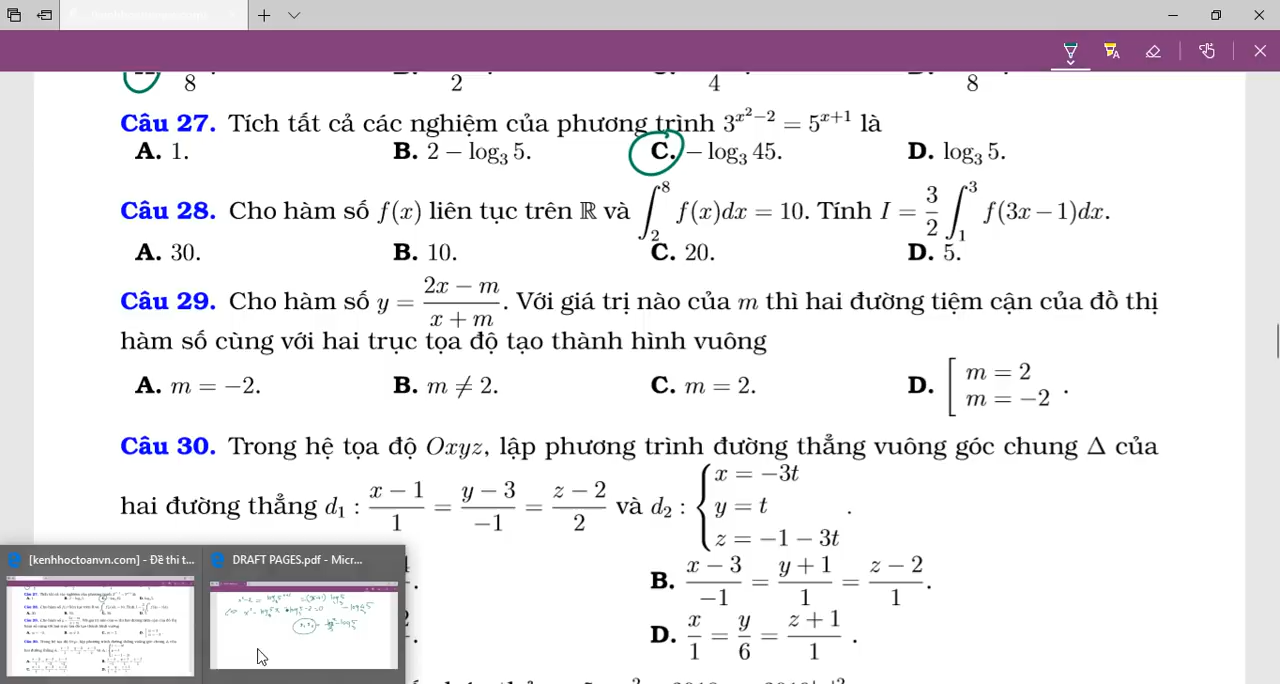 8 2 4 8
Câu 27. Tích tất cả các nghiệm của phương trình 3^{x²−2} = 5^{x+1} là
A. 1. B. 2 − log₃ 5. C. − log₃ 45. D. log₃ 5.
Câu 28. Cho hàm số f(x) liên tục trên ℝ và ∫₂⁸ f(x)dx = 10. Tính I = 3/2 ∫₁³ f(3x − 1)dx.
A. 30. B. 10. C. 20. D. 5.
Câu 29. Cho hàm số y = (2x − m)/(x + m). Với giá trị nào của m thì hai đường tiệm cận của đồ thị
hàm số cùng với hai trục tọa độ tạo thành hình vuông
A. m = −2. B. m ≠ 2. C. m = 2. D. [ m = 2
m = −2 .
Câu 30. Trong hệ tọa độ Oxyz, lập phương trình đường thẳng vuông góc chung Δ của
hai đường thẳng d₁ : (x − 1)/1 = (y − 3)/−1 = (z − 2)/2 và d₂ : { x = −3t
y = t
z = −1 − 3t .
[kenhhoctoanvn.com] - Đề thi t... DRAFT PAGES.pdf - Micr...
B. (x − 3)/−1 = (y + 1)/1 = (z − 2)/1.
D. x/1 = y/6 = (z + 1)/1 .